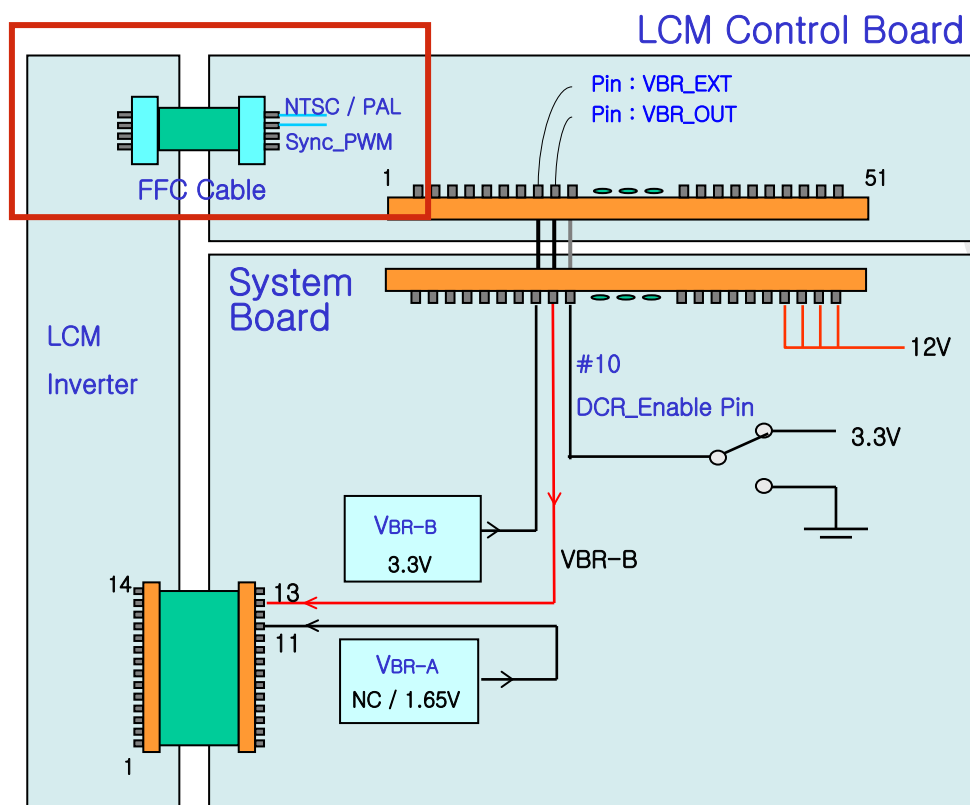 LCM Control Board
Pin : VBR_EXT
Pin : VBR_OUT
NTSC / PAL
Sync_PWM
FFC Cable
1
51
System
Board
LCM
Inverter
12V
#10
DCR_Enable Pin
3.3V
VBR-B
3.3V
VBR-B
14
13
11
VBR-A
NC / 1.65V
1